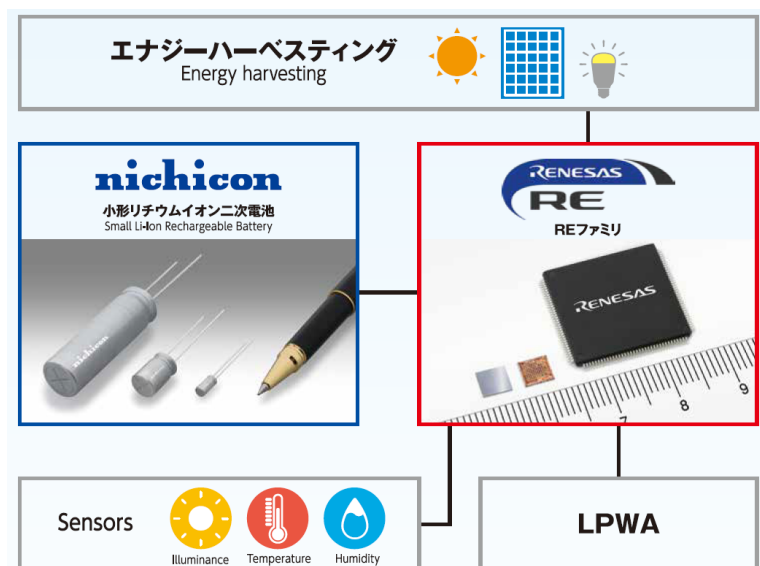 エナジーハーベスティング
Energy harvesting
nichicon
小形リチウムイオン二次電池
Small Li-Ion Rechargeable Battery
nichicon
RENESAS
RE
REファミリ
RENESAS
7
8
9
Sensors
Illuminance
Temperature
Humidity
LPWA